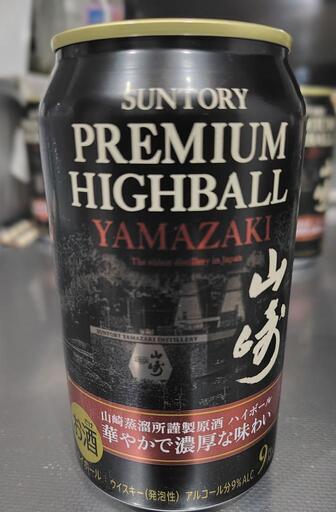 SUNTORY
PREMIUM
HIGHBALL
YAMAZAKI
The oldest distillery in Japan
山崎
SUNTORY YAMAZAKI DISTILLERY
山崎
山崎蒸溜所謹製原酒 ハイボール
華やかで濃厚な味わい
お酒
ウイスキー(発泡性) アルコール分9%ALC 9